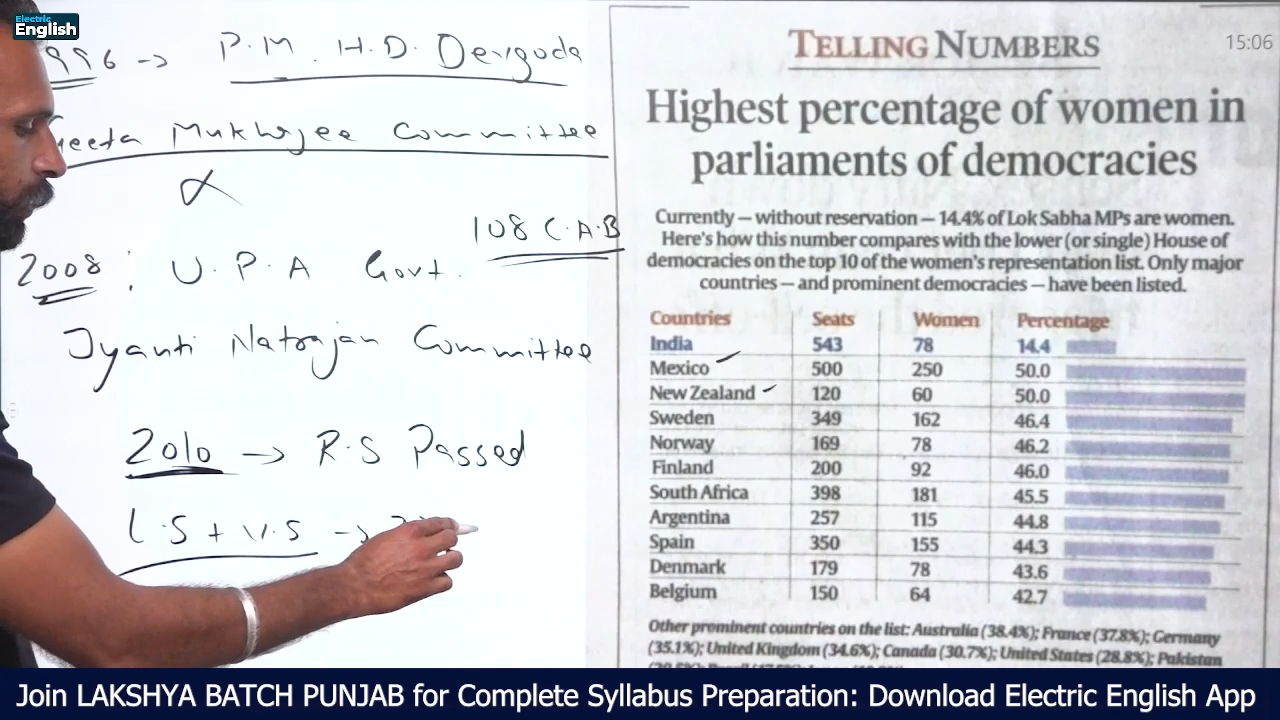 Electric
English
1996 → P.M. H.D. Devgoda
Geeta Mukhrjee Committee
108 C.A.B
2008 : U.P.A Govt.
Jyanti Natrajan Committee
2010 → R.S Passed
L.S + V.S →
15:06
TELLING NUMBERS
Highest percentage of women in
parliaments of democracies
Currently — without reservation — 14.4% of Lok Sabha MPs are women.
Here's how this number compares with the lower (or single) House of
democracies on the top 10 of the women's representation list. Only major
countries — and prominent democracies — have been listed.
Countries Seats Women Percentage
India 543 78 14.4
Mexico 500 250 50.0
New Zealand 120 60 50.0
Sweden 349 162 46.4
Norway 169 78 46.2
Finland 200 92 46.0
South Africa 398 181 45.5
Argentina 257 115 44.8
Spain 350 155 44.3
Denmark 179 78 43.6
Belgium 150 64 42.7
Other prominent countries on the list: Australia (38.4%); France (37.8%); Germany
(35.1%); United Kingdom (34.6%); Canada (30.7%); United States (28.8%); Pakistan
Join LAKSHYA BATCH PUNJAB for Complete Syllabus Preparation: Download Electric English App